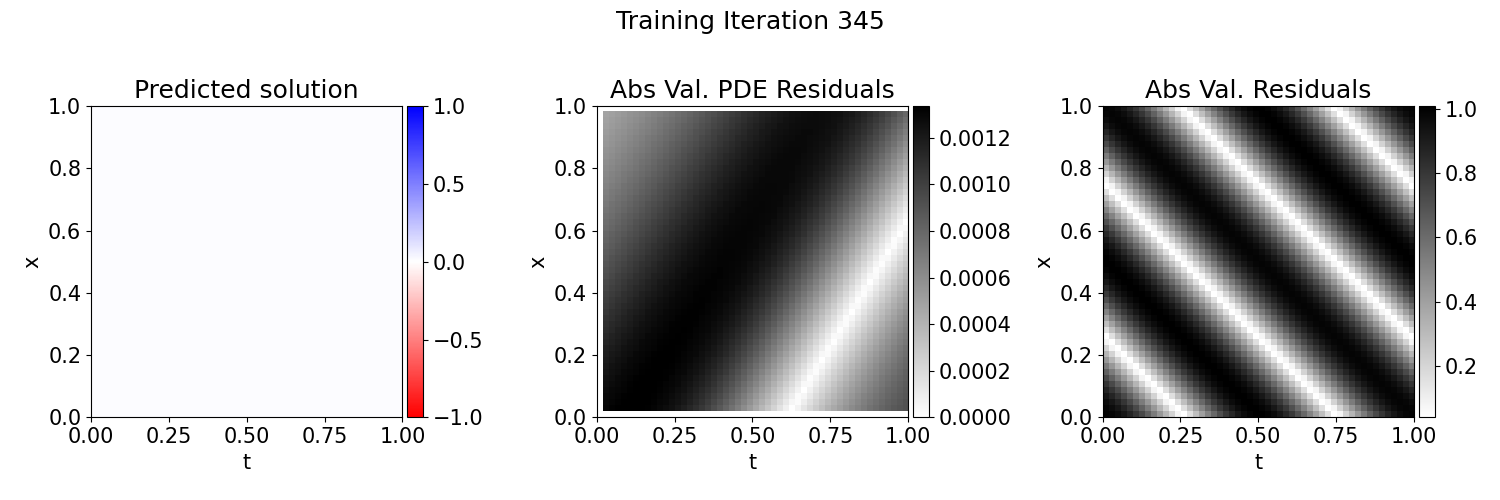 Training Iteration 345
Predicted solution
Abs Val. PDE Residuals
Abs Val. Residuals
1.0
0.8
0.6
0.4
0.2
0.0
x
0.00 0.25 0.50 0.75 1.00
t
1.0
0.5
0.0
−0.5
−1.0
1.0
0.8
0.6
0.4
0.2
0.0
x
0.00 0.25 0.50 0.75 1.00
t
0.0012
0.0010
0.0008
0.0006
0.0004
0.0002
0.0000
1.0
0.8
0.6
0.4
0.2
0.0
x
0.00 0.25 0.50 0.75 1.00
t
1.0
0.8
0.6
0.4
0.2